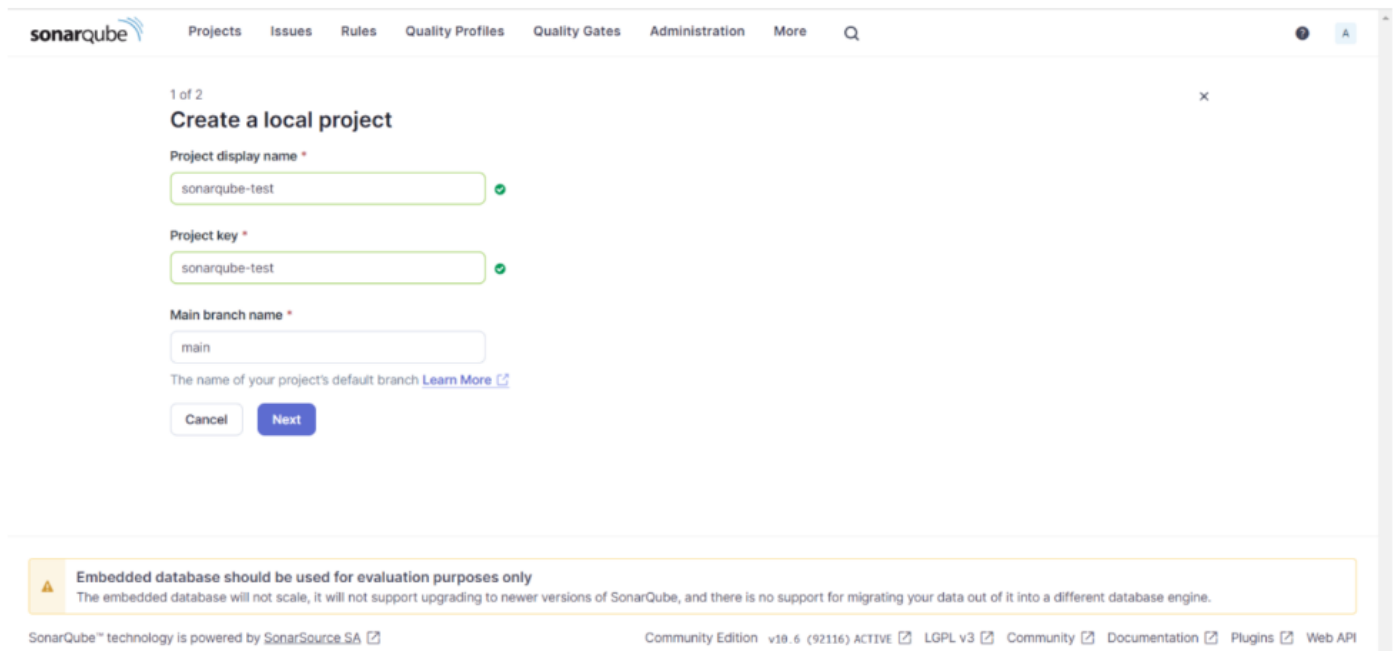 sonarqube Projects Issues Rules Quality Profiles Quality Gates Administration More ? A
1 of 2
Create a local project
Project display name *
sonarqube-test
Project key *
sonarqube-test
Main branch name *
main
The name of your project's default branch Learn More
Cancel Next
Embedded database should be used for evaluation purposes only
The embedded database will not scale, it will not support upgrading to newer versions of SonarQube, and there is no support for migrating your data out of it into a different database engine.
SonarQube™ technology is powered by SonarSource SA Community Edition v10.6 (92116) ACTIVE LGPL v3 Community Documentation Plugins Web API